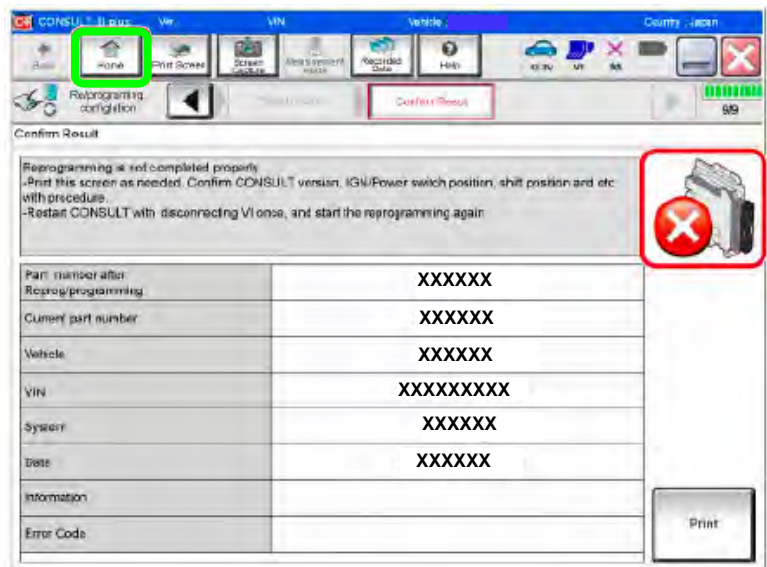 CONSULT-III plus Ver. VIN Vehicle : Country : Japan
Back Home Print Screen Screen Capture Measurement Mode Recorded Data Help VI
Re/programming, configuration Confirm Result 9/9
Confirm Result
Reprogramming is not completed properly
-Print this screen as needed. Confirm CONSULT version, IGN/Power switch position, shift position and etc
with procedure.
-Restart CONSULT with disconnecting VI once, and start the reprogramming again
Part number after
Reprog/programming XXXXXX
Current part number XXXXXX
Vehicle XXXXXX
VIN XXXXXXXXX
System XXXXXX
Date XXXXXX
Information
Error Code
Print